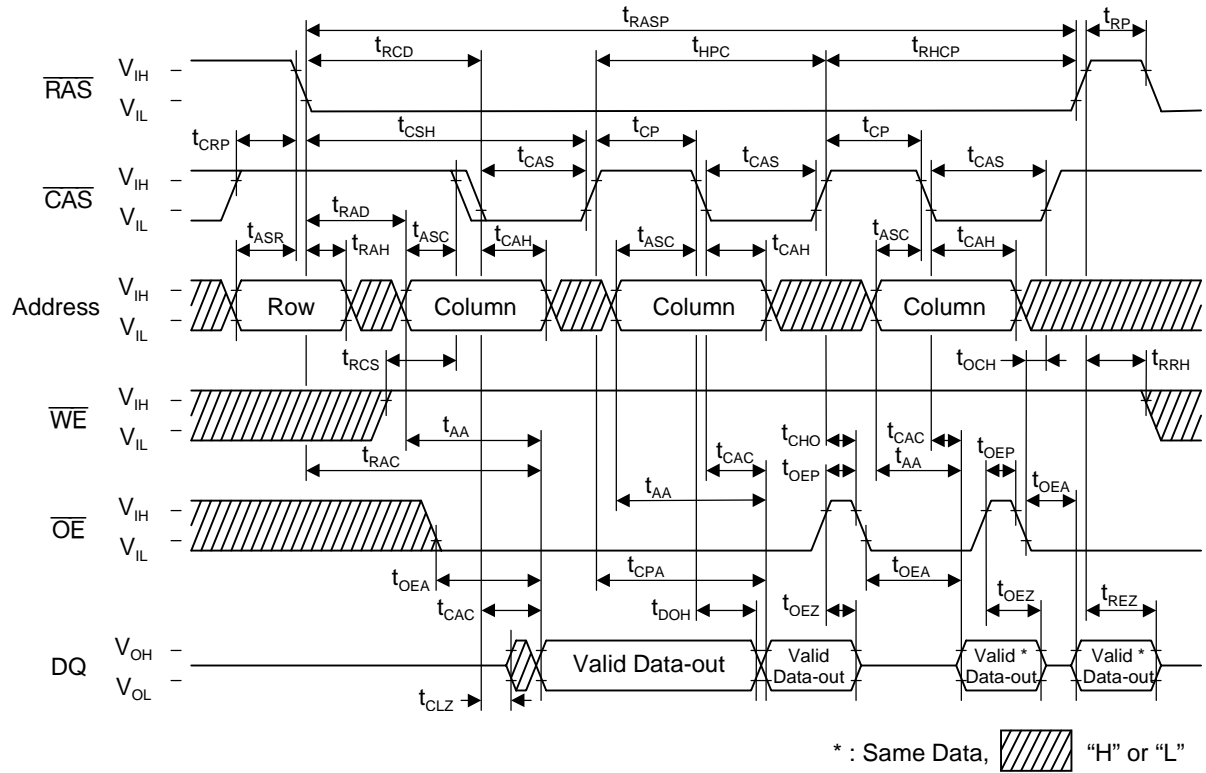 tRASP tRP
tRCD tHPC tRHCP
RAS VIH
VIL
tCRP tCSH tCP tCP
tCAS tCAS tCAS
CAS VIH
VIL
tRAD
tASR tRAH tASC tCAH tASC tCAH tASC tCAH
Address VIH
VIL
Row Column Column Column
tRCS tOCH tRRH
WE VIH
VIL
tAA tCHO tCAC tOEP
tRAC tCAC tOEP tAA
tAA tOEA
OE VIH
VIL
tOEA tCPA tOEA
tCAC tDOH tOEZ tOEZ tREZ
DQ VOH
VOL
Valid Data-out
Valid
Data-out
Valid *
Data-out
Valid *
Data-out
tCLZ
* : Same Data, “H” or “L”